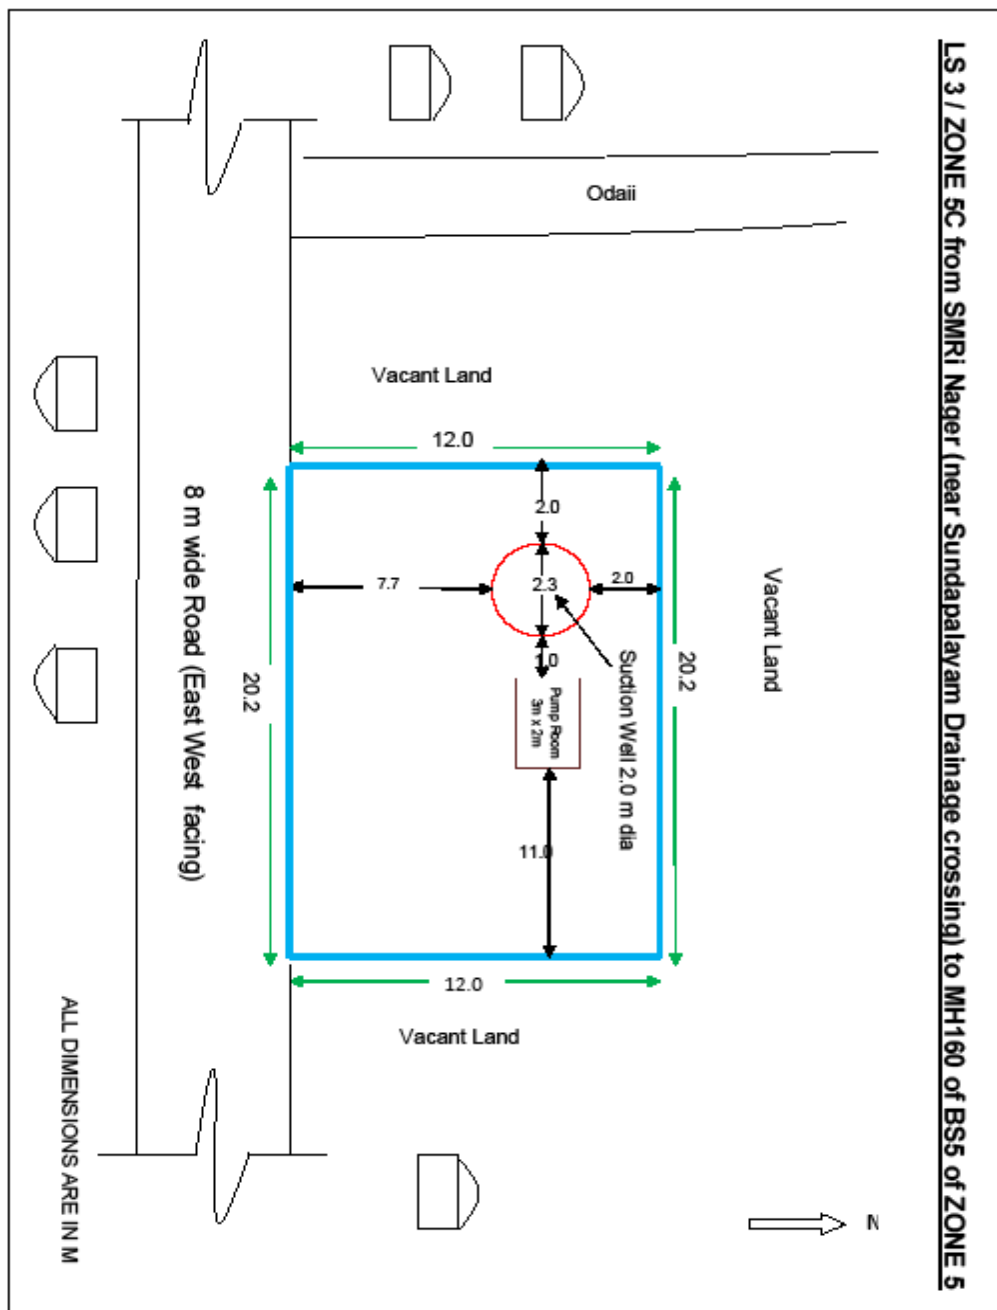 LS 3 / ZONE 5C from SMRi Nager (near Sundapalayam Drainage crossing) to MH160 of BS5 of ZONE 5
Odaii
Vacant Land
12.0
2.0
7.7
2.3
2.0
1.0
Suction Well 2.0 m dia
Pump Room
3m x 2m
11.0
20.2
20.2
Vacant Land
8 m wide Road (East West facing)
12.0
Vacant Land
ALL DIMENSIONS ARE IN M
N